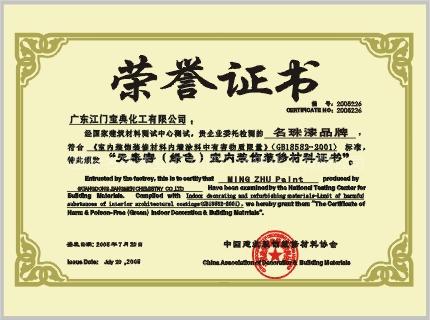 荣誉证书
编 号：2005226
CERTIFICATE NO：2005226
广东江门宝典化工有限公司：
经国家建筑材料测试中心测试，贵企业委托检测的 名珠漆品牌，
符合《室内装饰装修材料内墙涂料中有害物质限量》(GB18582-2001) 标准，
特此颁发 “无毒害（绿色）室内装饰装修材料证书”。
Entrusted by the factory, this is to certify that MING ZHU Paint produced by
GUANGDONG JIANGMEN CHEMISTRY CO.,LTD Have been examined by the National Testing Center for
Building Materials. Complied with Indoor decorating and refurbishing materials-Limit of harmful
substances of interior architectural coatings(GB18582-2001), we hereby grant them "The Certificate of
Harm & Poison-Free (Green) Indoor Decoration & Building Materials".
签发日期：2005年7月20日
中国建筑装饰装修材料协会
Issue Date: July 20 ,2005
China Association of Decoration & Building Materials